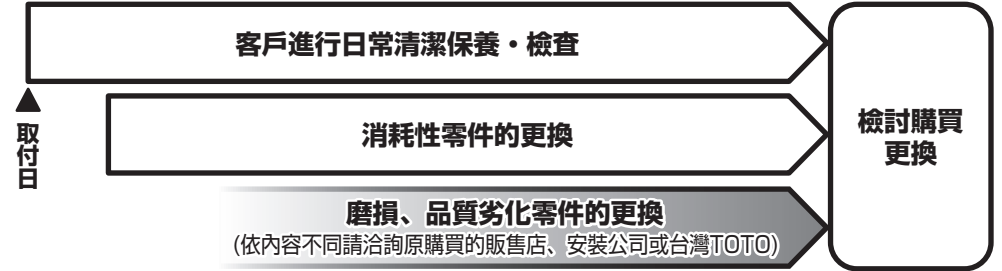 客戶進行日常清潔保養・檢查
取付日
消耗性零件的更換
檢討購買
更換
磨損、品質劣化零件的更換
(依內容不同請洽詢原購買的販售店、安裝公司或台灣TOTO)